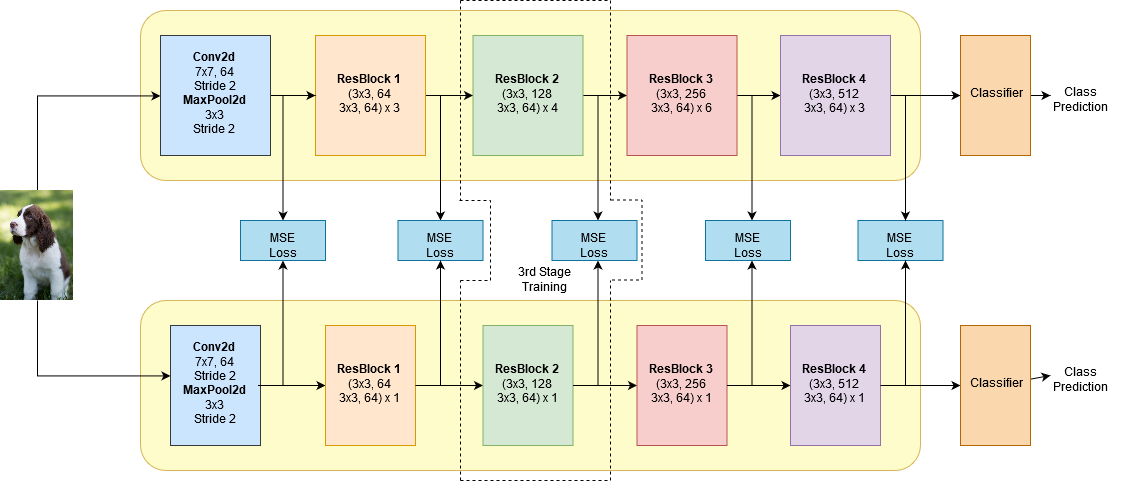 Conv2d
7x7, 64
Stride 2
MaxPool2d
3x3
Stride 2
ResBlock 1
(3x3, 64
3x3, 64) x 3
ResBlock 2
(3x3, 128
3x3, 64) x 4
ResBlock 3
(3x3, 256
3x3, 64) x 6
ResBlock 4
(3x3, 512
3x3, 64) x 3
Classifier
Class
Prediction
MSE
Loss
MSE
Loss
MSE
Loss
MSE
Loss
MSE
Loss
3rd Stage
Training
Conv2d
7x7, 64
Stride 2
MaxPool2d
3x3
Stride 2
ResBlock 1
(3x3, 64
3x3, 64) x 1
ResBlock 2
(3x3, 128
3x3, 64) x 1
ResBlock 3
(3x3, 256
3x3, 64) x 1
ResBlock 4
(3x3, 512
3x3, 64) x 1
Classifier
Class
Prediction